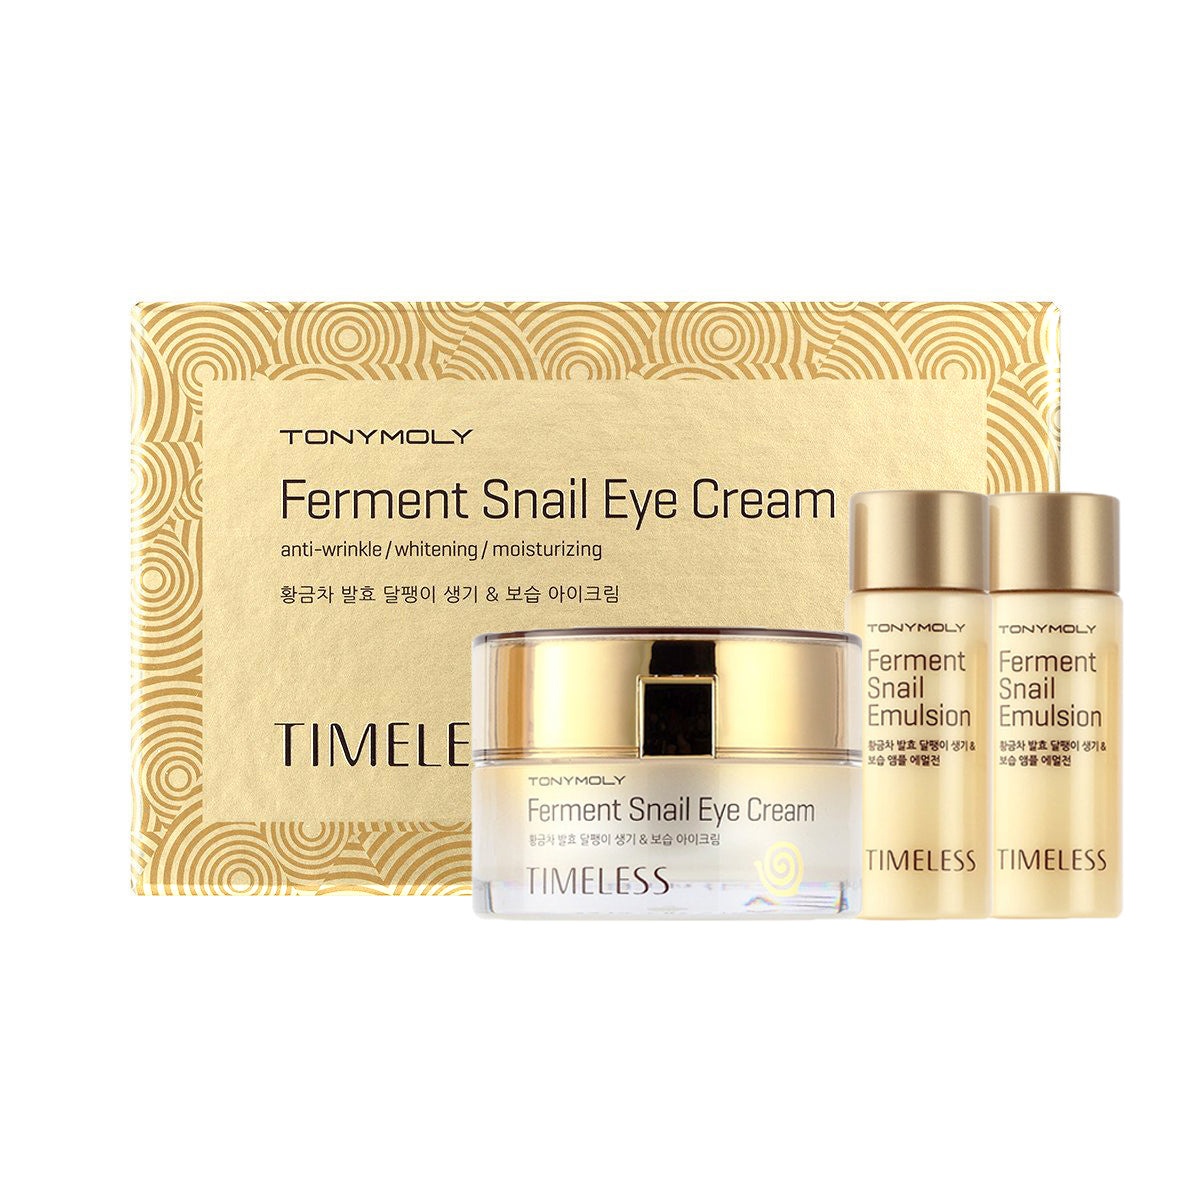 TONYMOLY
Ferment Snail Eye Cream
anti-wrinkle / whitening / moisturizing
황금차 발효 달팽이 생기 & 보습 아이크림
TIMELE
TONYMOLY
Ferment Snail Eye Cream
황금차 발효 달팽이 생기 & 보습 아이크림
TIMELESS
TONYMOLY
Ferment
Snail
Emulsion
황금차 발효 달팽이 생기 &
보습 앰플 에멀전
TIMELESS
TONYMOLY
Ferment
Snail
Emulsion
황금차 발효 달팽이 생기 &
보습 앰플 에멀전
TIMELESS